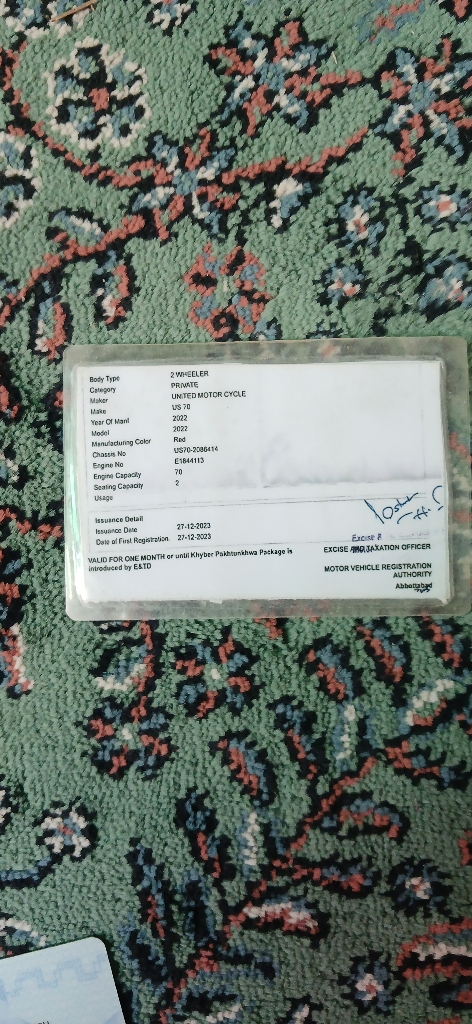 Body Type 2 WHEELER
Category PRIVATE
Maker UNITED MOTOR CYCLE
Make US 70
Year Of Manf 2022
Model 2022
Manufacturing Color Red
Chassis No US70-2086414
Engine No E1844113
Engine Capacity 70
Seating Capacity 2
Usage
Issuance Detail
Issuance Date 27-12-2023
Date of First Registration. 27-12-2023
VALID FOR ONE MONTH or until Khyber Pakhtunkhwa Package is
introduced by E&TD
EXCISE AND TAXATION OFFICER
MOTOR VEHICLE REGISTRATION
AUTHORITY
Abbottabad